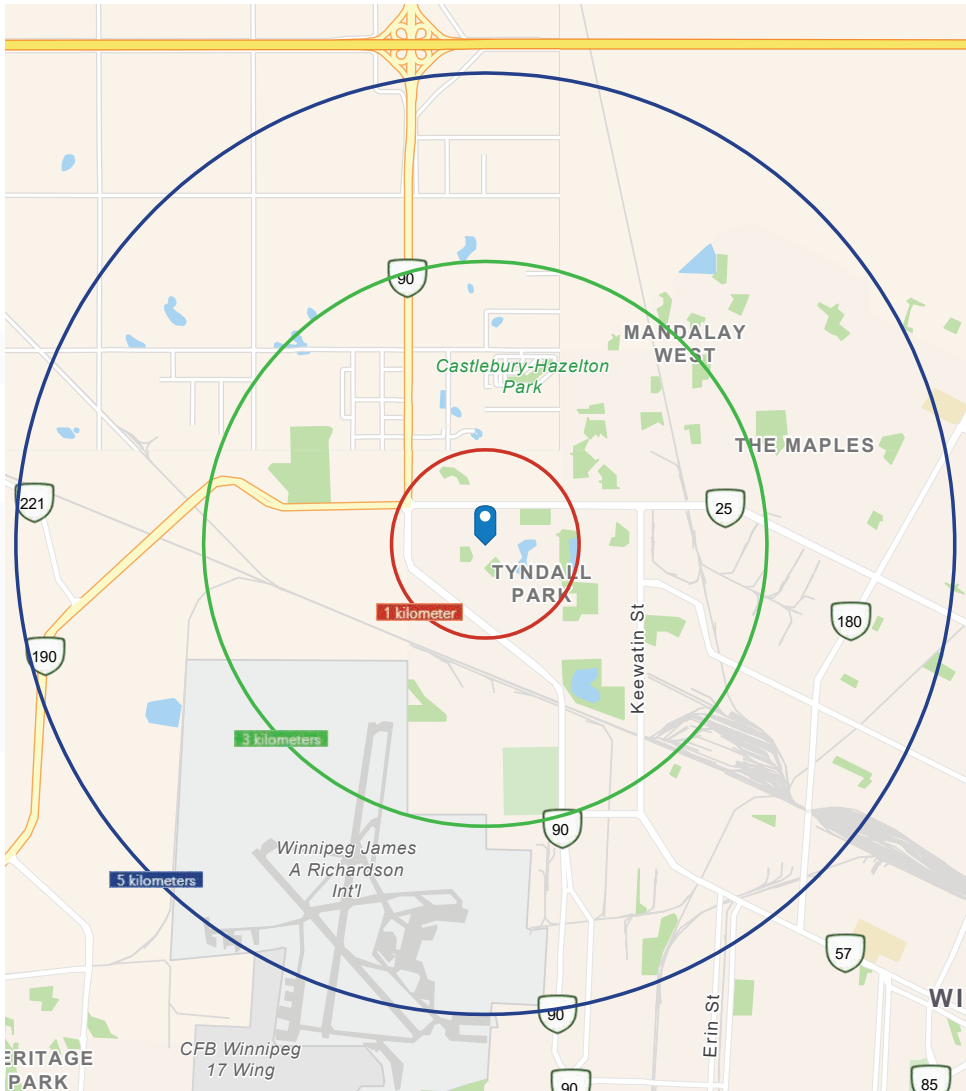 90
MANDALAY
WEST
Castlebury-Hazelton
Park
THE MAPLES
221
25
TYNDALL
PARK
1 kilometer
180
190
Keewatin St
3 kilometers
90
Winnipeg James
A Richardson
Int'l
5 kilometers
57
WI
90
Erin St
CFB Winnipeg
17 Wing
ERITAGE
PARK
90
85